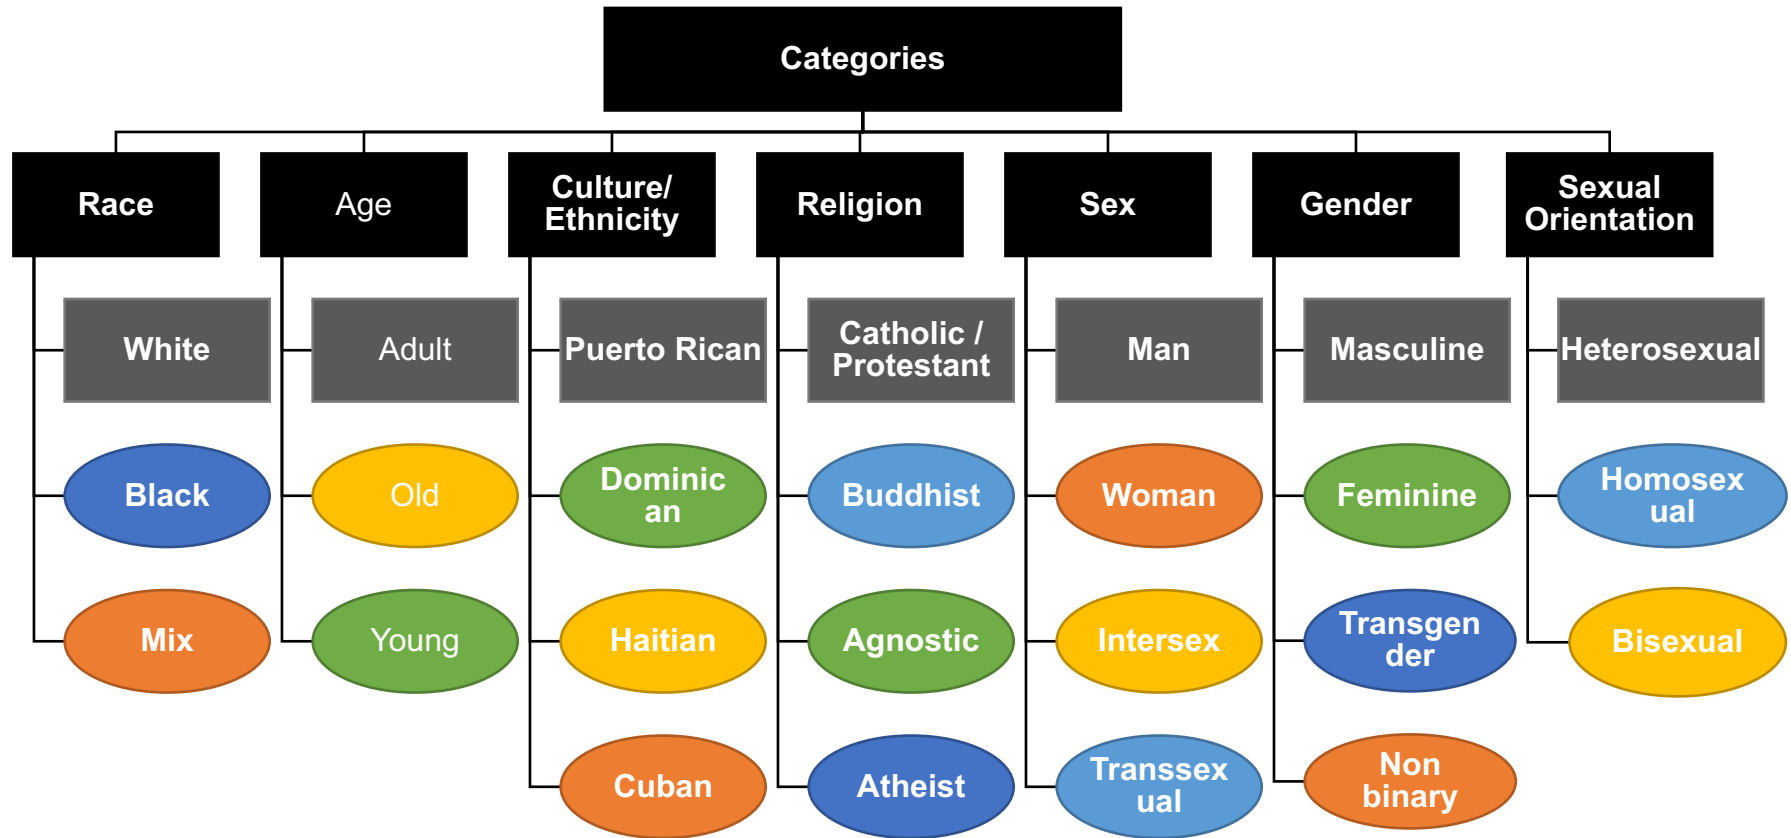 Categories
Race
Age
Culture/
Ethnicity
Religion
Sex
Gender
Sexual
Orientation
White
Adult
Puerto Rican
Catholic /
Protestant
Man
Masculine
Heterosexual
Black
Old
Dominic
an
Buddhist
Woman
Feminine
Homosex
ual
Mix
Young
Haitian
Agnostic
Intersex
Transgen
der
Bisexual
Cuban
Atheist
Transsex
ual
Non
binary